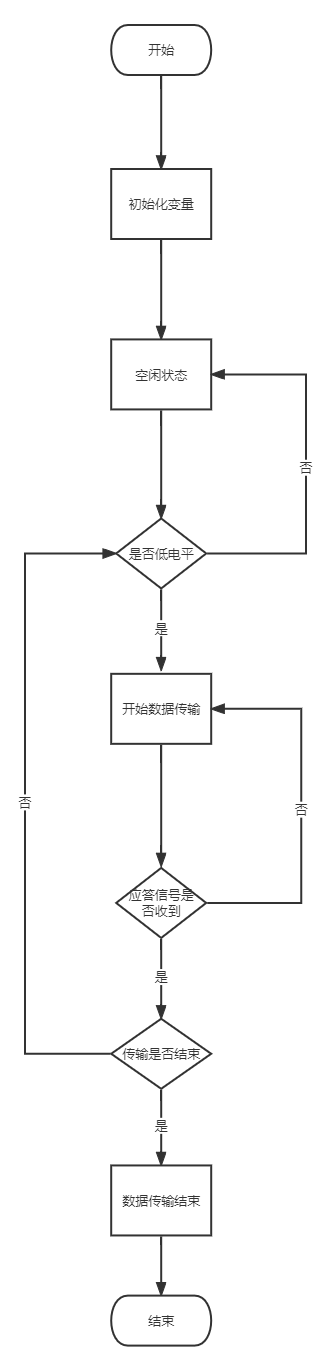 开始
初始化变量
空闲状态
否
是否低电平
是
开始数据传输
否
否
应答信号是
否收到
是
传输是否结束
是
数据传输结束
结束